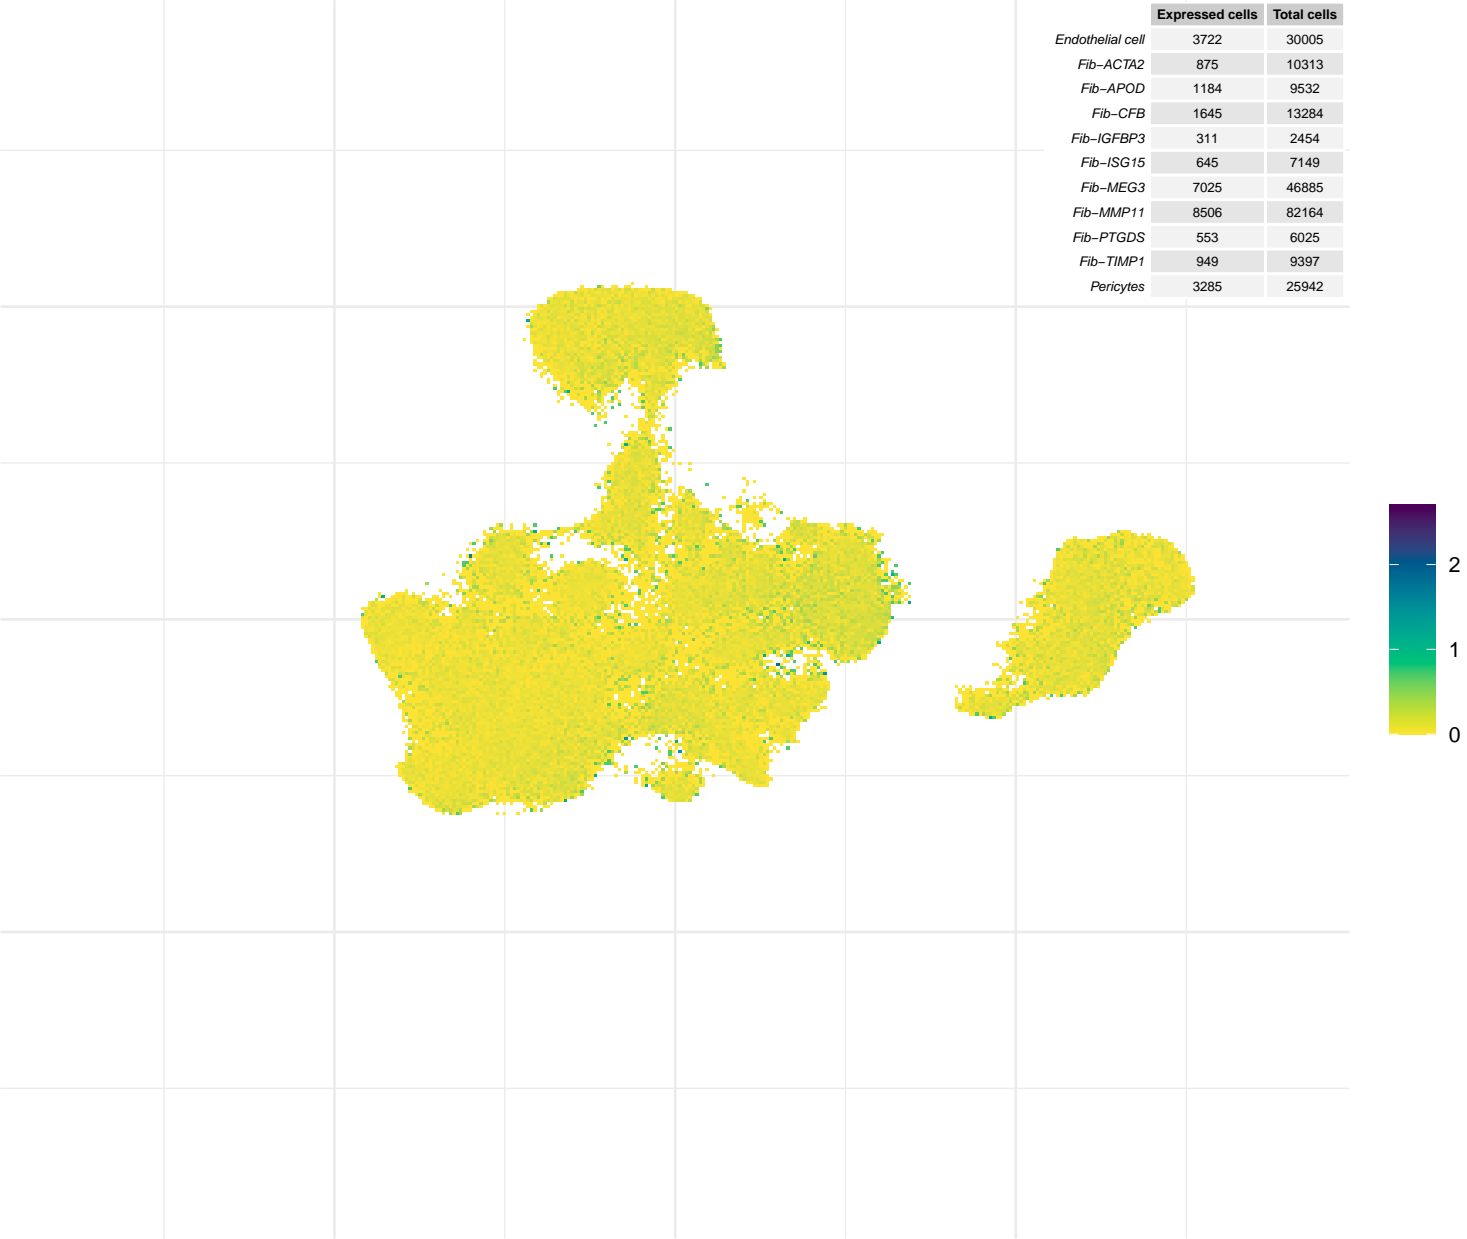 Expressed cells Total cells
Endothelial cell 3722 30005
Fib−ACTA2 875 10313
Fib−APOD 1184 9532
Fib−CFB 1645 13284
Fib−IGFBP3 311 2454
Fib−ISG15 645 7149
Fib−MEG3 7025 46885
Fib−MMP11 8506 82164
Fib−PTGDS 553 6025
Fib−TIMP1 949 9397
Pericytes 3285 25942
2
1
0